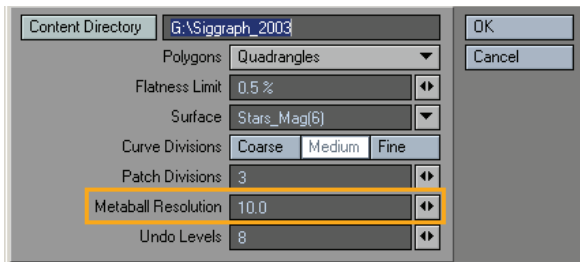 Content Directory G:\Siggraph_2003 OK
Polygons Quadrangles Cancel
Flatness Limit 0.5 %
Surface Stars_Mag(6)
Curve Divisions Coarse Medium Fine
Patch Divisions 3
Metaball Resolution 10.0
Undo Levels 8